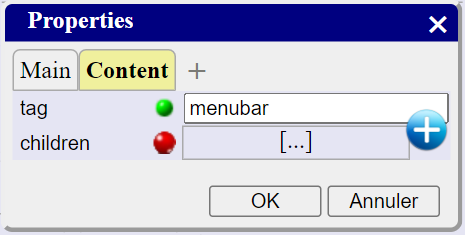 Properties ×
Main Content +
tag menubar
children [...]
OK Annuler